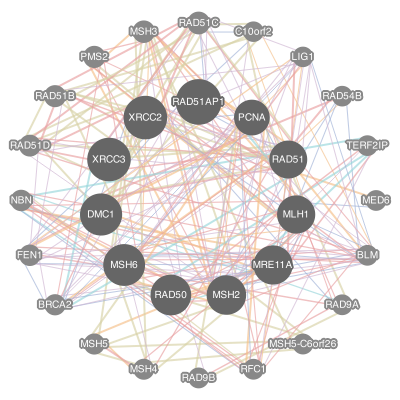 RAD51C
MSH3
C10orf2
PMS2
LIG1
RAD51B
RAD54B
RAD51AP1
XRCC2
PCNA
RAD51D
TERF2IP
XRCC3
RAD51
NBN
MED6
DMC1
MLH1
FEN1
BLM
MSH6
MRE11A
RAD50
MSH2
BRCA2
RAD9A
MSH5
MSH5-C6orf26
MSH4
RFC1
RAD9B